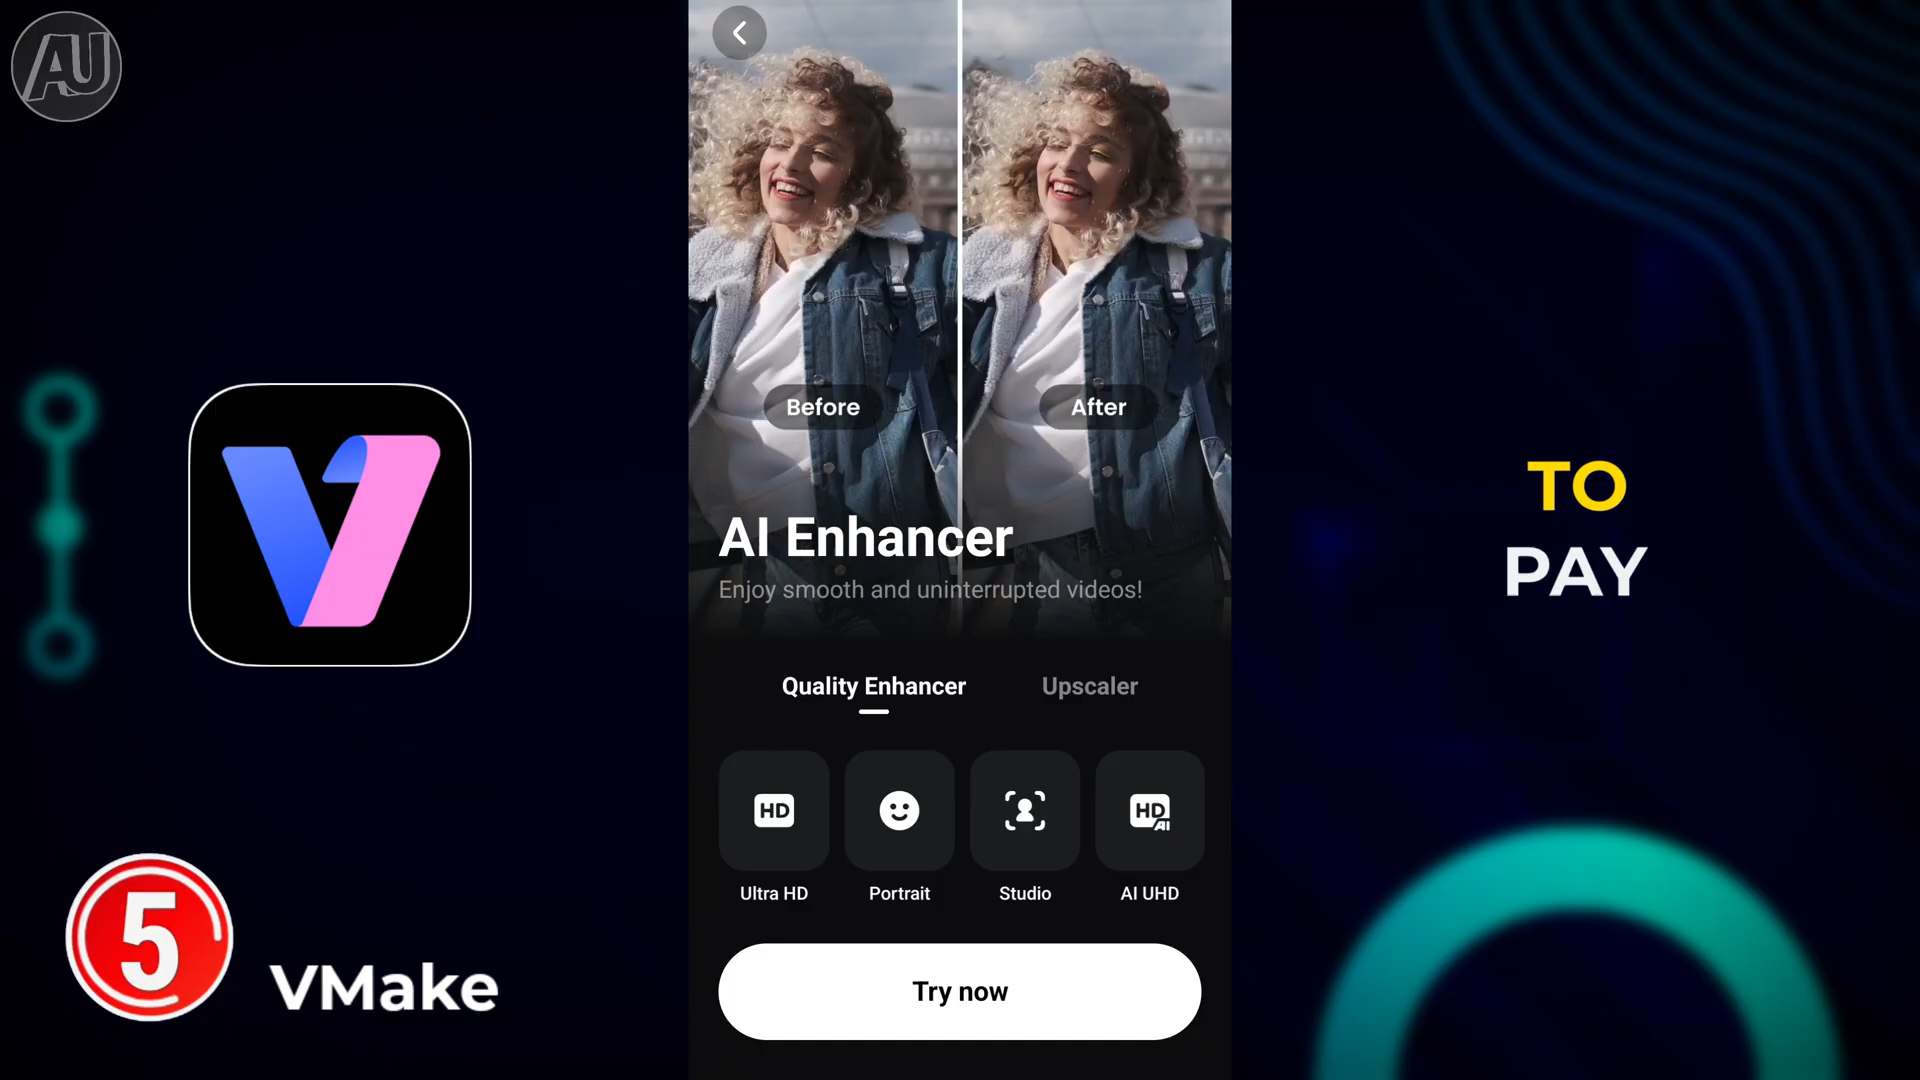 AU
Before
After
AI Enhancer
Enjoy smooth and uninterrupted videos!
Quality Enhancer
Upscaler
HD
HD
AI
Ultra HD
Portrait
Studio
AI UHD
Try now
5
VMake
TO
PAY